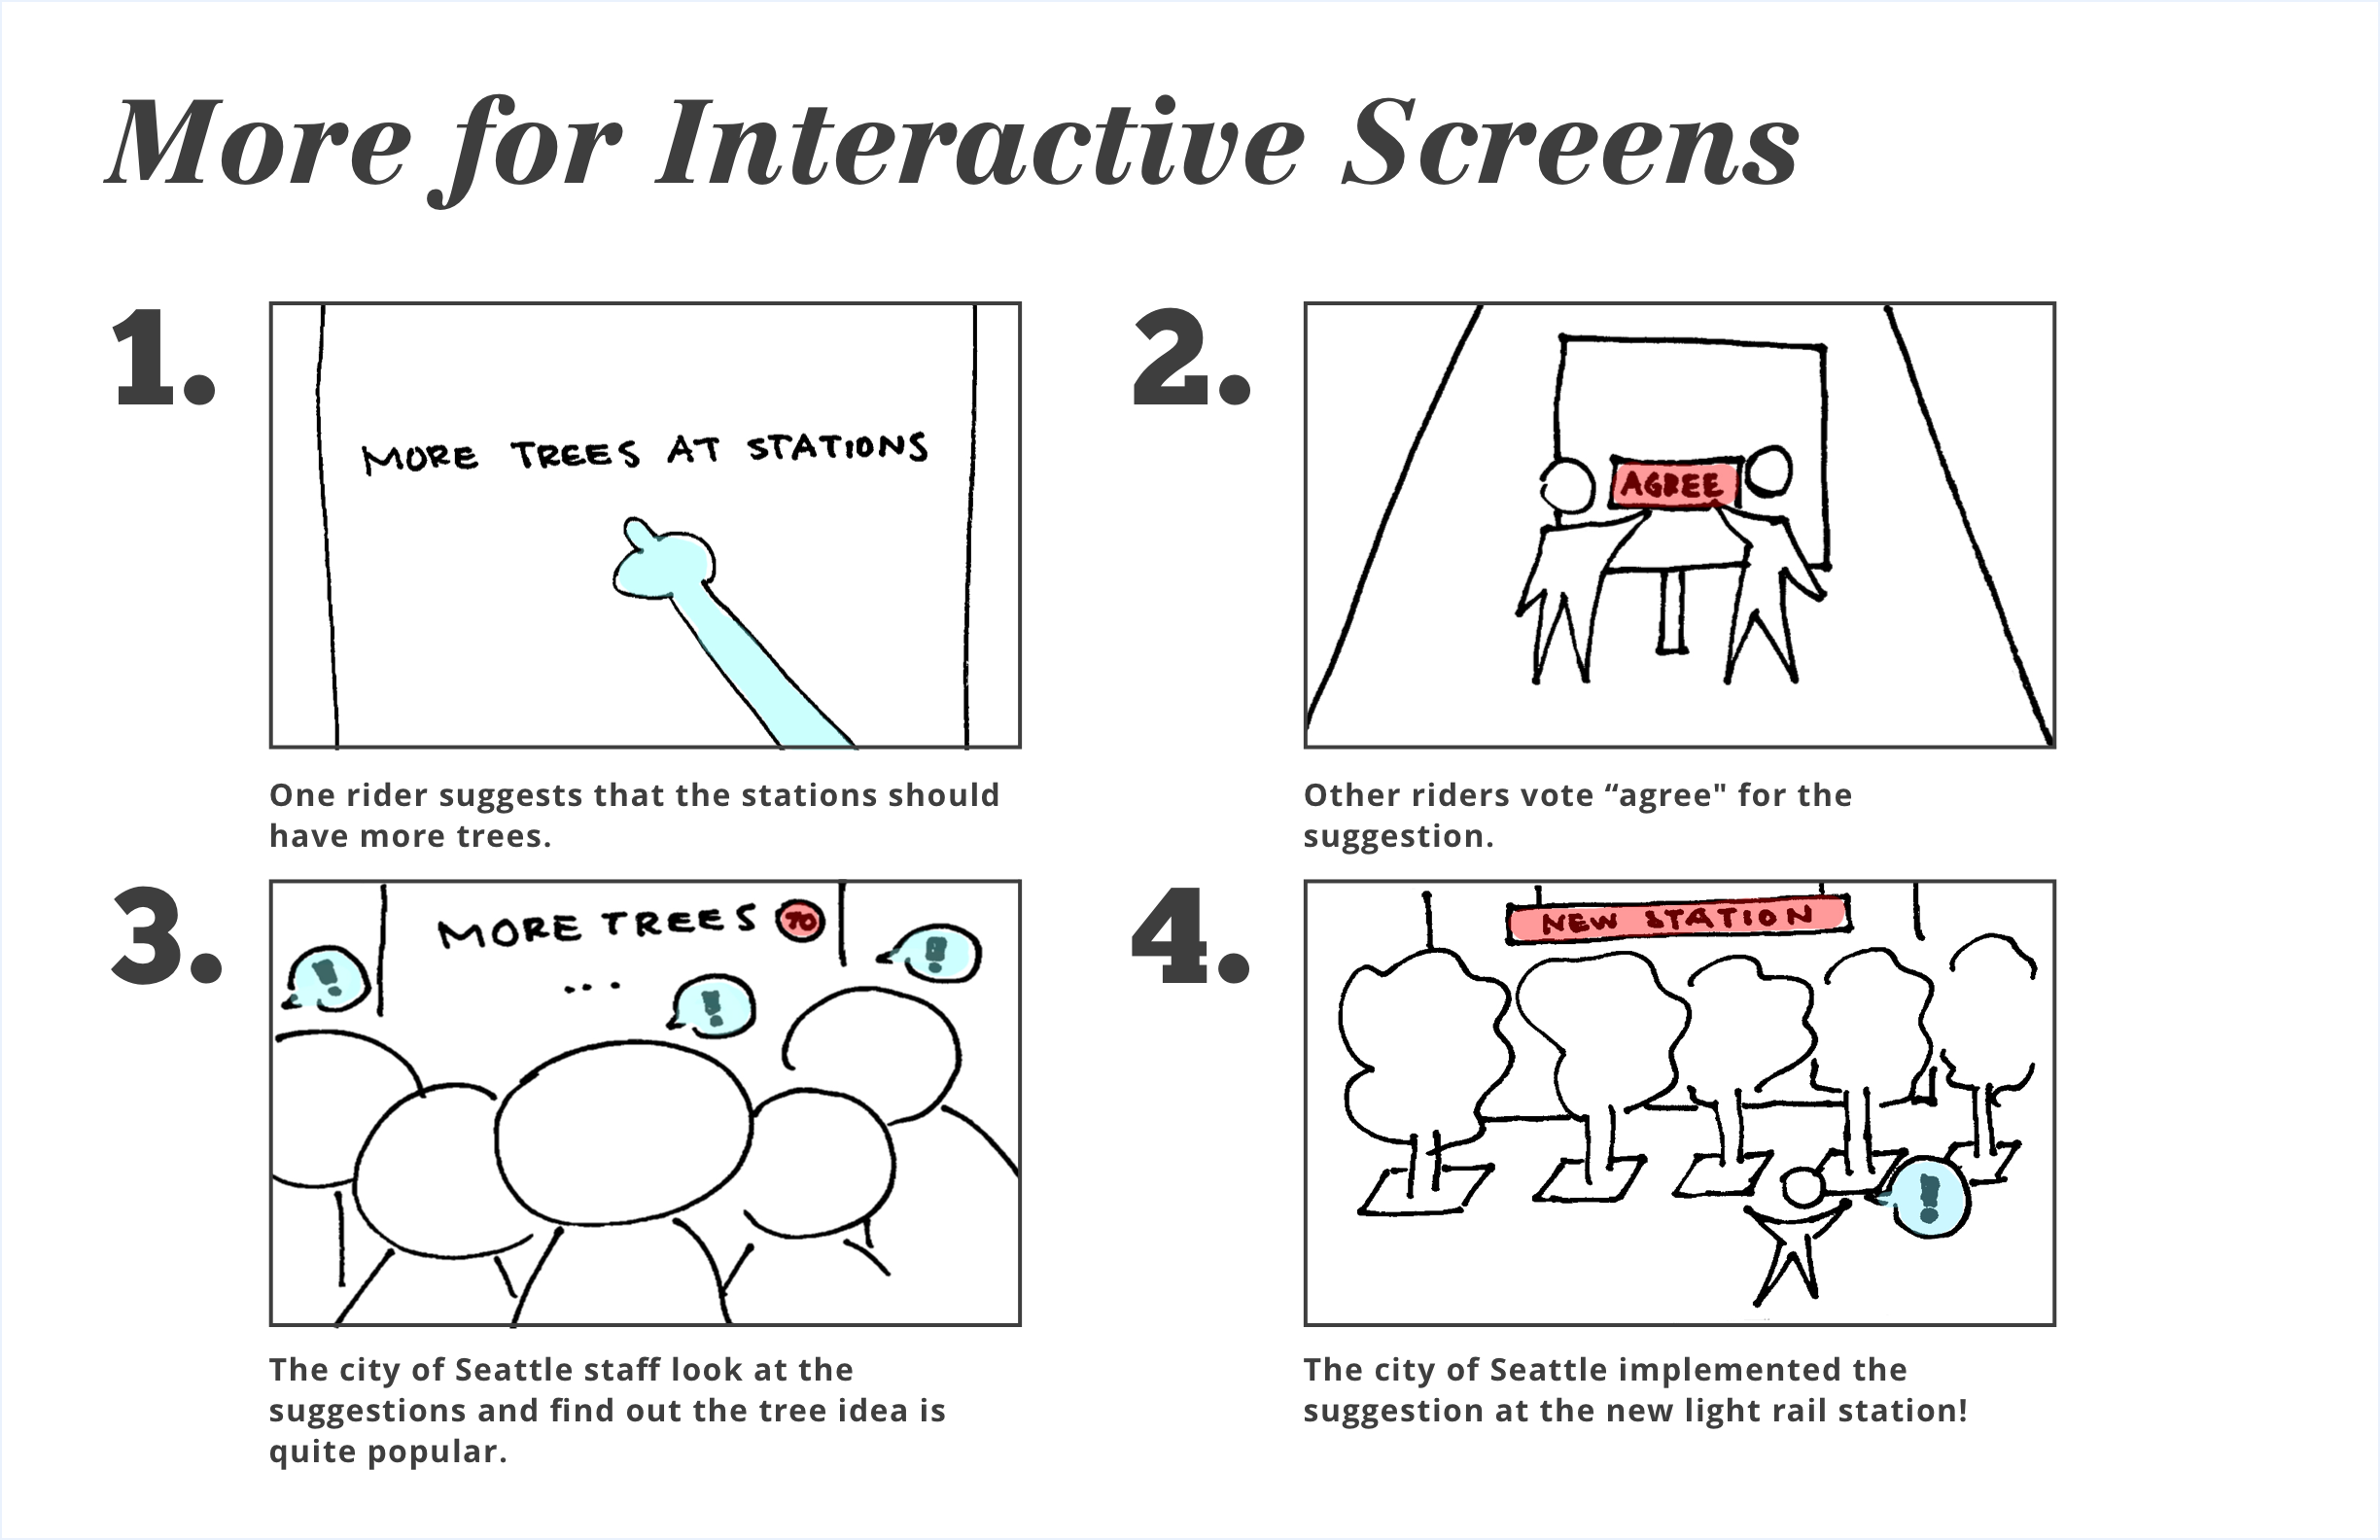 More for Interactive Screens
1.
MORE TREES AT STATIONS
One rider suggests that the stations should
have more trees.
2.
AGREE
Other riders vote “agree" for the
suggestion.
3.
MORE TREES 70
...
!
!
!
The city of Seattle staff look at the
suggestions and find out the tree idea is
quite popular.
4.
NEW STATION
!
The city of Seattle implemented the
suggestion at the new light rail station!